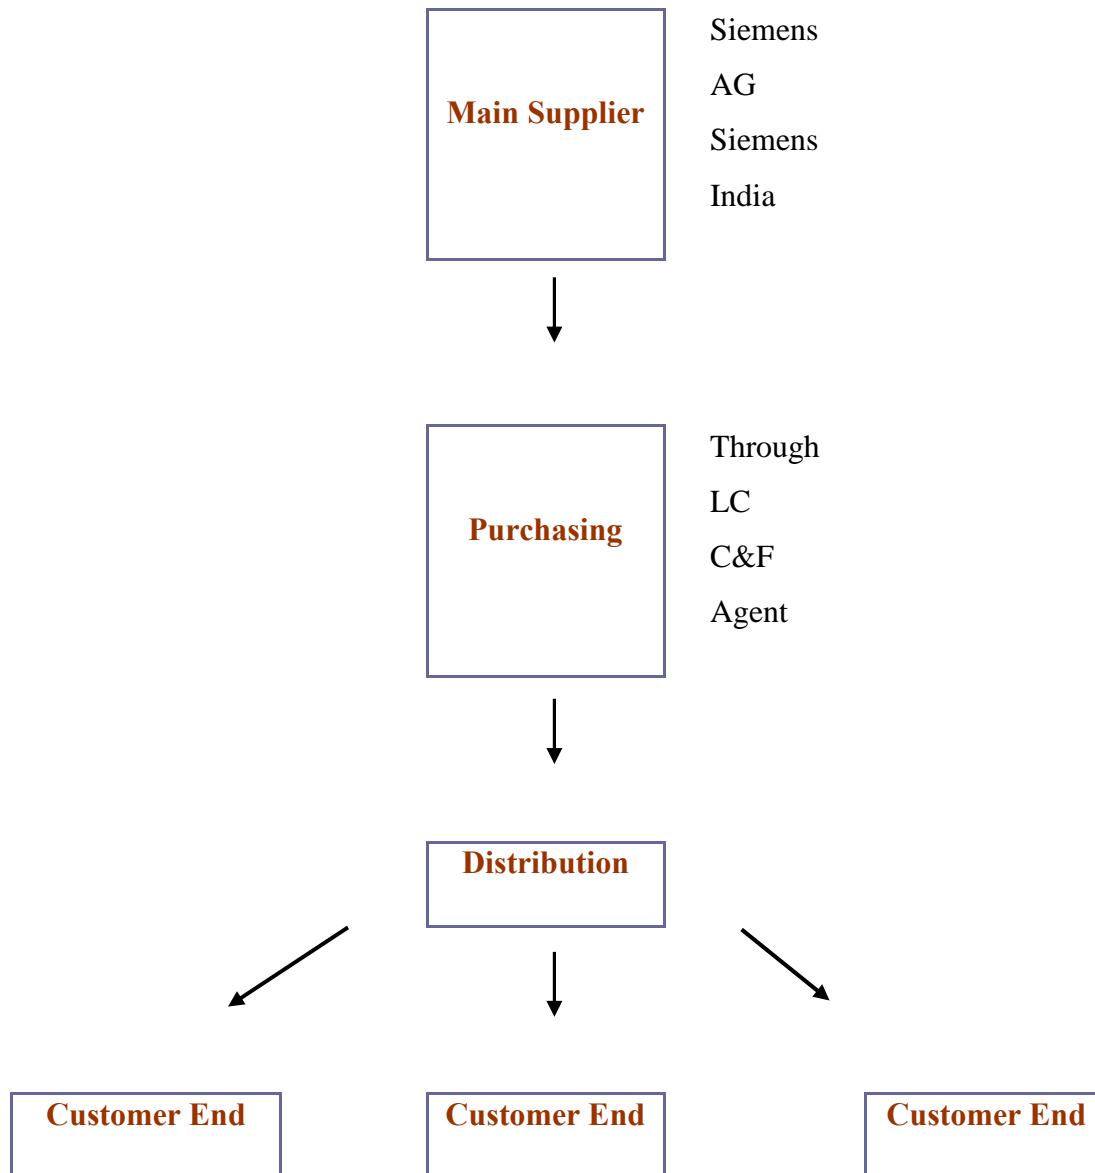 Main Supplier
Siemens
AG
Siemens
India
Purchasing
Through
LC
C&F
Agent
Distribution
Customer End
Customer End
Customer End